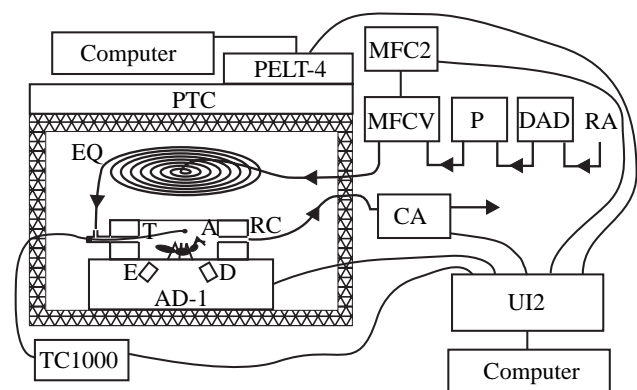 Computer
PELT-4
PTC
MFC2
MFCV
P
DAD
RA
EQ
T
A
RC
CA
E
D
AD-1
UI2
TC1000
Computer